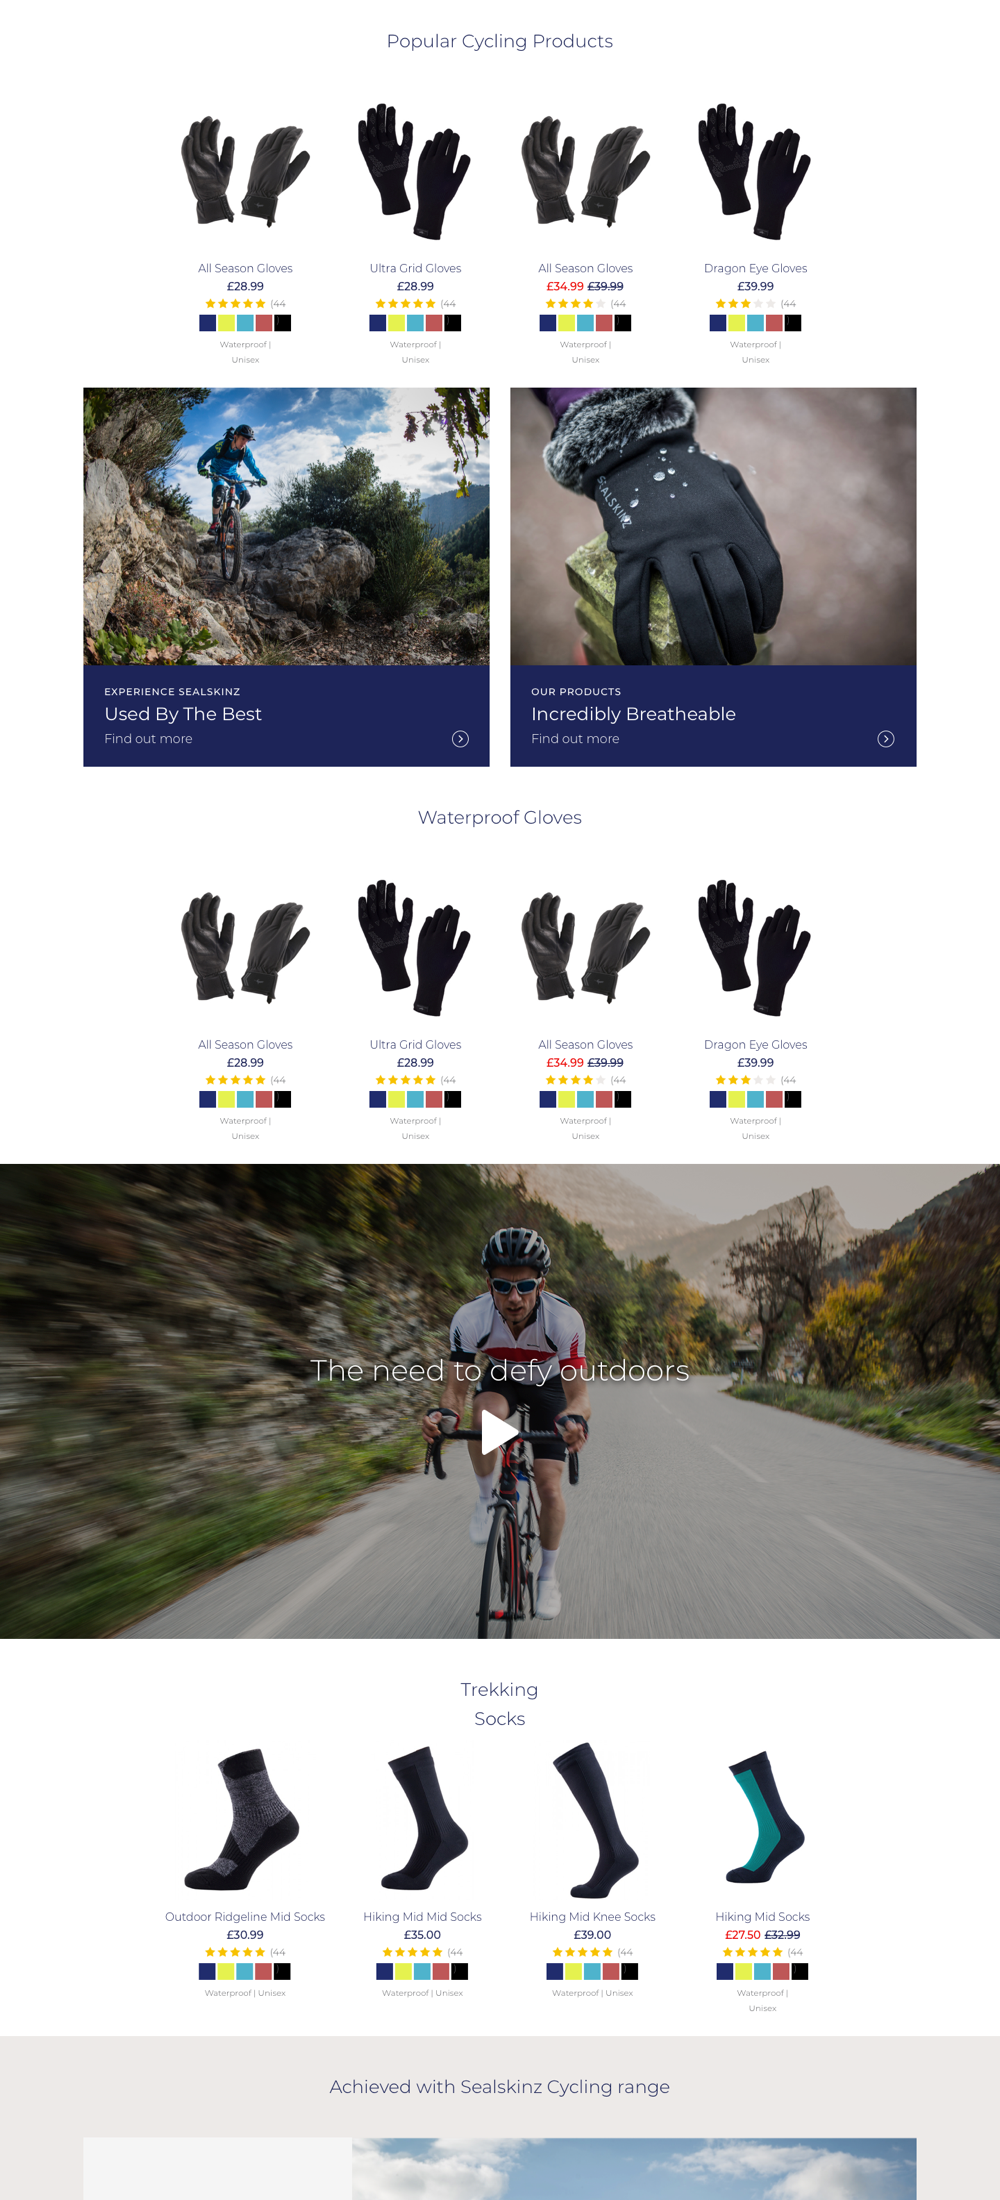 Popular Cycling Products
All Season Gloves
£28.99
(44
Waterproof |
Unisex
Ultra Grid Gloves
£28.99
(44
Waterproof |
Unisex
All Season Gloves
£34.99 £39.99
(44
Waterproof |
Unisex
Dragon Eye Gloves
£39.99
(44
Waterproof |
Unisex
EXPERIENCE SEALSKINZ
Used By The Best
Find out more
SEALSKINZ
OUR PRODUCTS
Incredibly Breatheable
Find out more
Waterproof Gloves
All Season Gloves
£28.99
(44
Waterproof |
Unisex
Ultra Grid Gloves
£28.99
(44
Waterproof |
Unisex
All Season Gloves
£34.99 £39.99
(44
Waterproof |
Unisex
Dragon Eye Gloves
£39.99
(44
Waterproof |
Unisex
The need to defy outdoors
Trekking
Socks
Outdoor Ridgeline Mid Socks
£30.99
(44
Waterproof | Unisex
Hiking Mid Mid Socks
£35.00
(44
Waterproof | Unisex
Hiking Mid Knee Socks
£39.00
(44
Waterproof | Unisex
Hiking Mid Socks
£27.50 £32.99
(44
Waterproof |
Unisex
Achieved with Sealskinz Cycling range